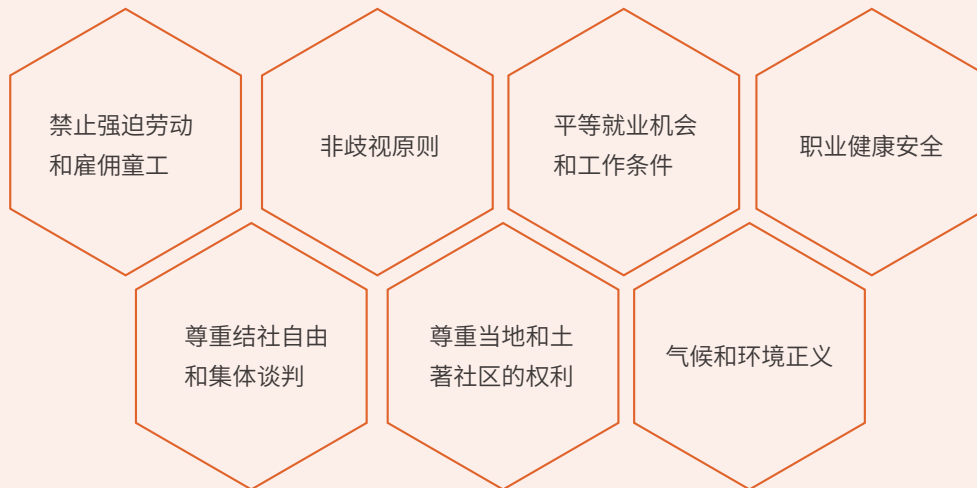 禁止强迫劳动
和雇佣童工
非歧视原则
平等就业机会
和工作条件
职业健康安全
尊重结社自由
和集体谈判
尊重当地和土
著社区的权利
气候和环境正义